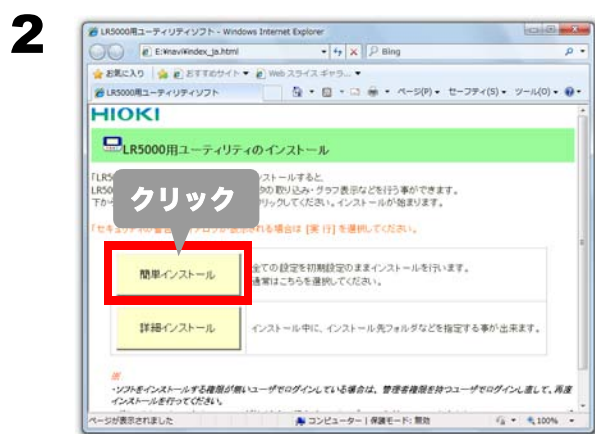 2
LR5000用ユーティリティソフト - Windows Internet Explorer
E:¥navi¥index_ja.html
Bing
お気に入り
おすすめサイト
Web スライス ギャラ...
LR5000用ユーティリティソフト
ページ(P)
セーフティ(S)
ツール(O)
HIOKI
LR5000用ユーティリティのインストール
「LR5 ストールすると、
LR50 タの取り込み・グラフ表示などを行う事ができます。
下か リックしてください。インストールが始まります。
クリック
「セキュリティの警告 が表示される場合は [実 行] を選択してください。
簡単インストール
全ての設定を初期設定のままインストールを行います。
通常はこちらを選択してください。
詳細インストール
インストール中に、インストール先フォルダなどを指定する事が出来ます。
※
・ソフトをインストールする権限が無いユーザでログインしている場合は、管理者権限を持つユーザでログインし直して、再度
インストールを行ってください。
ページが表示されました
コンピューター | 保護モード: 無効
100%